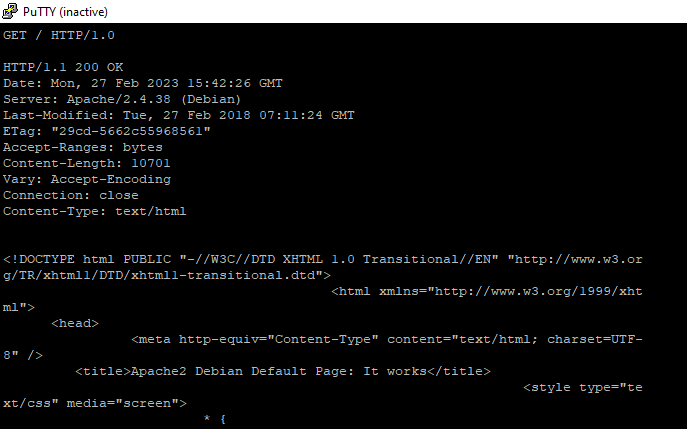 PuTTY (inactive)
GET / HTTP/1.0
HTTP/1.1 200 OK
Date: Mon, 27 Feb 2023 15:42:26 GMT
Server: Apache/2.4.38 (Debian)
Last-Modified: Tue, 27 Feb 2018 07:11:24 GMT
ETag: "29cd-5662c55968561"
Accept-Ranges: bytes
Content-Length: 10701
Vary: Accept-Encoding
Connection: close
Content-Type: text/html
<!DOCTYPE html PUBLIC "-//W3C//DTD XHTML 1.0 Transitional//EN" "http://www.w3.or
g/TR/xhtml1/DTD/xhtml1-transitional.dtd">
<html xmlns="http://www.w3.org/1999/xht
ml">
<head>
<meta http-equiv="Content-Type" content="text/html; charset=UTF-
8" />
<title>Apache2 Debian Default Page: It works</title>
<style type="te
xt/css" media="screen">
* {